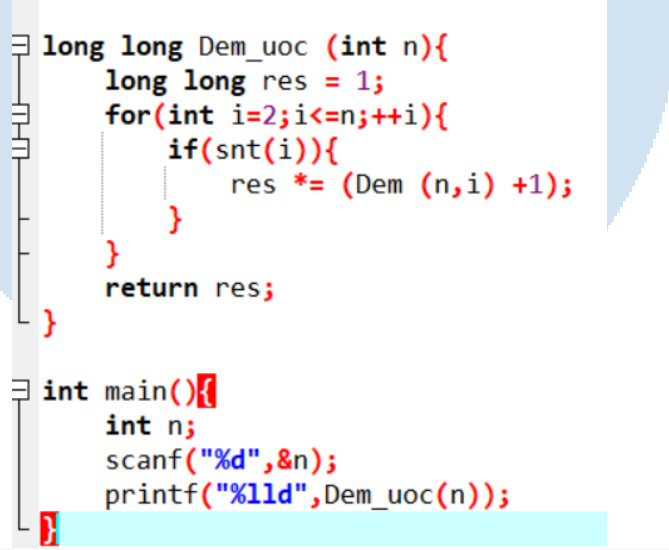 long long Dem_uoc (int n){
    long long res = 1;
    for(int i=2;i<=n;++i){
        if(snt(i)){
            res *= (Dem (n,i) +1);
        }
    }
    return res;
}
int main(){
    int n;
    scanf("%d",&n);
    printf("%lld",Dem_uoc(n));
}